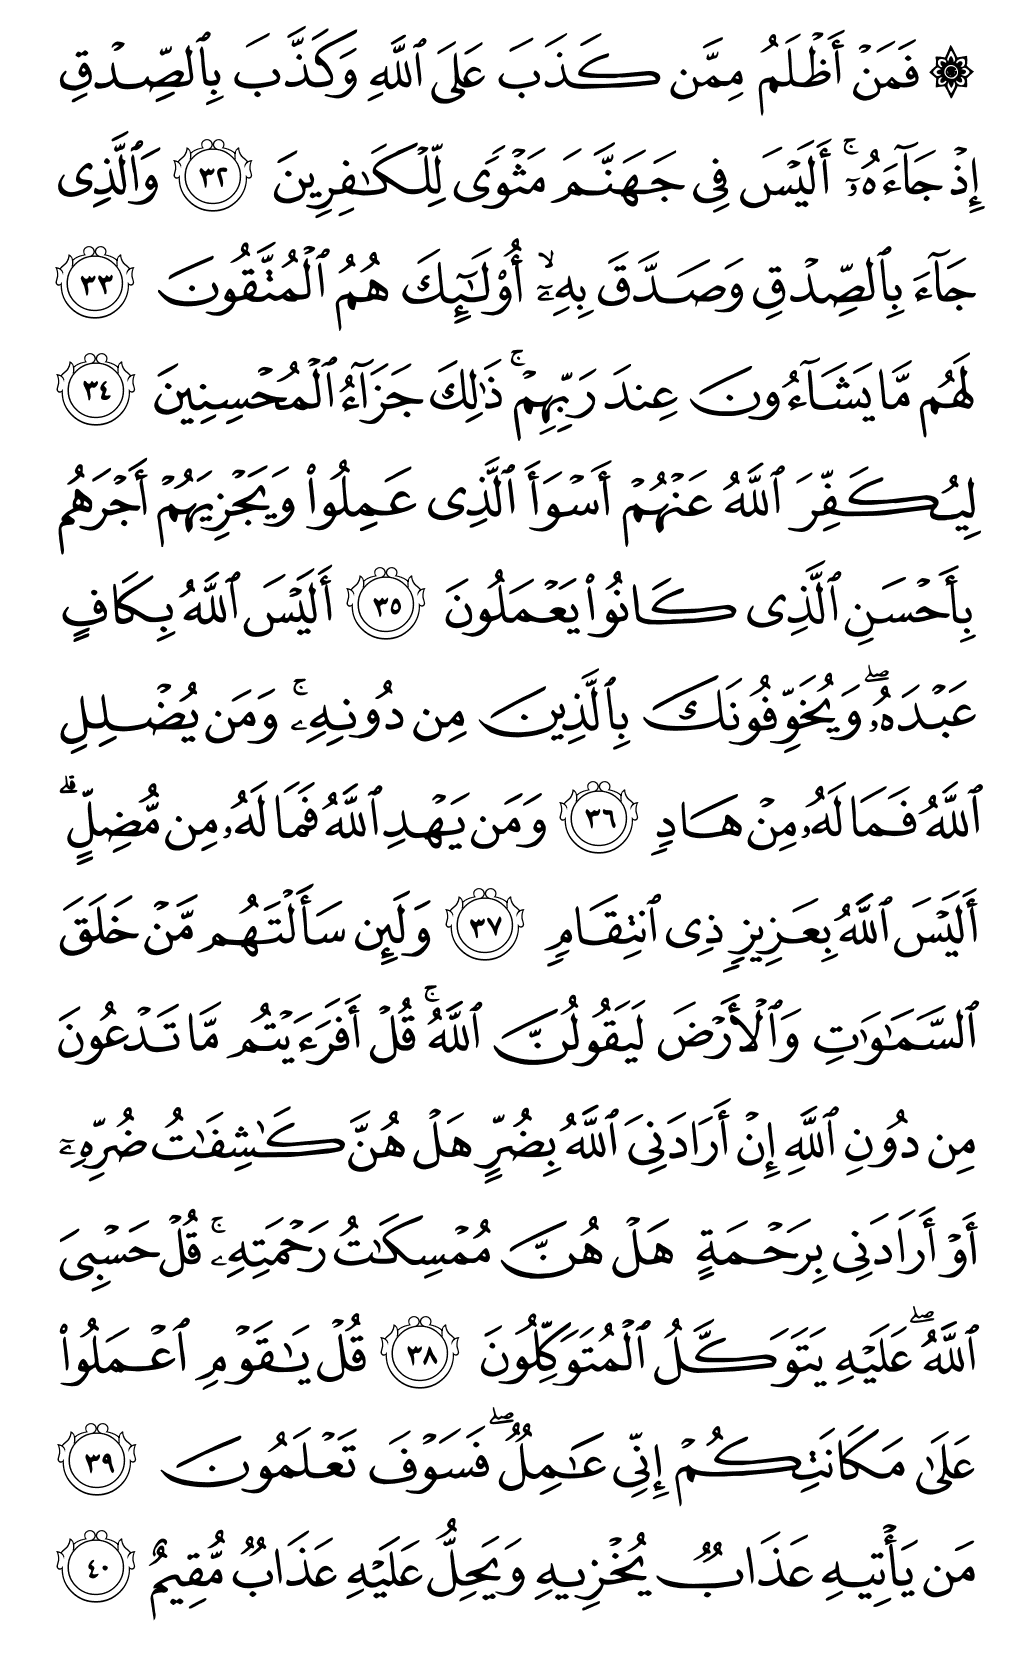 ۞ فَمَنۡ أَظۡلَمُ مِمَّن كَذَبَ عَلَى ٱللَّهِ وَكَذَّبَ بِٱلصِّدۡقِ
إِذۡ جَآءَهُۥٓۚ أَلَيۡسَ فِي جَهَنَّمَ مَثۡوٗى لِّلۡكَٰفِرِينَ ٣٢ وَٱلَّذِي
جَآءَ بِٱلصِّدۡقِ وَصَدَّقَ بِهِۦٓۙ أُوْلَٰٓئِكَ هُمُ ٱلۡمُتَّقُونَ ٣٣
لَهُم مَّا يَشَآءُونَ عِندَ رَبِّهِمۡۚ ذَٰلِكَ جَزَآءُ ٱلۡمُحۡسِنِينَ ٣٤
لِيُكَفِّرَ ٱللَّهُ عَنۡهُمۡ أَسۡوَأَ ٱلَّذِي عَمِلُواْ وَيَجۡزِيَهُمۡ أَجۡرَهُم
بِأَحۡسَنِ ٱلَّذِي كَانُواْ يَعۡمَلُونَ ٣٥ أَلَيۡسَ ٱللَّهُ بِكَافٍ
عَبۡدَهُۥۖ وَيُخَوِّفُونَكَ بِٱلَّذِينَ مِن دُونِهِۦۚ وَمَن يُضۡلِلِ
ٱللَّهُ فَمَا لَهُۥ مِنۡ هَادٖ ٣٦ وَمَن يَهۡدِ ٱللَّهُ فَمَا لَهُۥ مِن مُّضِلٍّۗ
أَلَيۡسَ ٱللَّهُ بِعَزِيزٖ ذِي ٱنتِقَامٖ ٣٧ وَلَئِن سَأَلۡتَهُم مَّنۡ خَلَقَ
ٱلسَّمَٰوَٰتِ وَٱلۡأَرۡضَ لَيَقُولُنَّ ٱللَّهُۚ قُلۡ أَفَرَءَيۡتُم مَّا تَدۡعُونَ
مِن دُونِ ٱللَّهِ إِنۡ أَرَادَنِيَ ٱللَّهُ بِضُرٍّ هَلۡ هُنَّ كَٰشِفَٰتُ ضُرِّهِۦٓ
أَوۡ أَرَادَنِي بِرَحۡمَةٍ هَلۡ هُنَّ مُمۡسِكَٰتُ رَحۡمَتِهِۦۚ قُلۡ حَسۡبِيَ
ٱللَّهُۖ عَلَيۡهِ يَتَوَكَّلُ ٱلۡمُتَوَكِّلُونَ ٣٨ قُلۡ يَٰقَوۡمِ ٱعۡمَلُواْ
عَلَىٰ مَكَانَتِكُمۡ إِنِّي عَٰمِلٞۖ فَسَوۡفَ تَعۡلَمُونَ ٣٩
مَن يَأۡتِيهِ عَذَابٞ يُخۡزِيهِ وَيَحِلُّ عَلَيۡهِ عَذَابٞ مُّقِيمٌ ٤٠